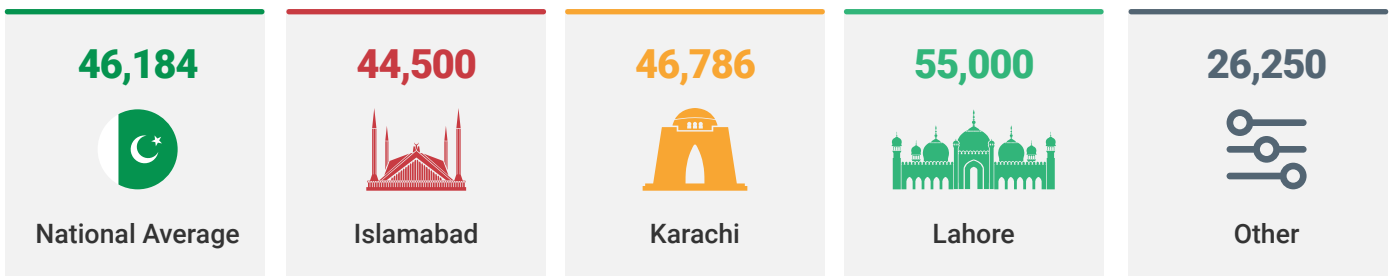 46,184
National Average
44,500
Islamabad
46,786
Karachi
55,000
Lahore
26,250
Other